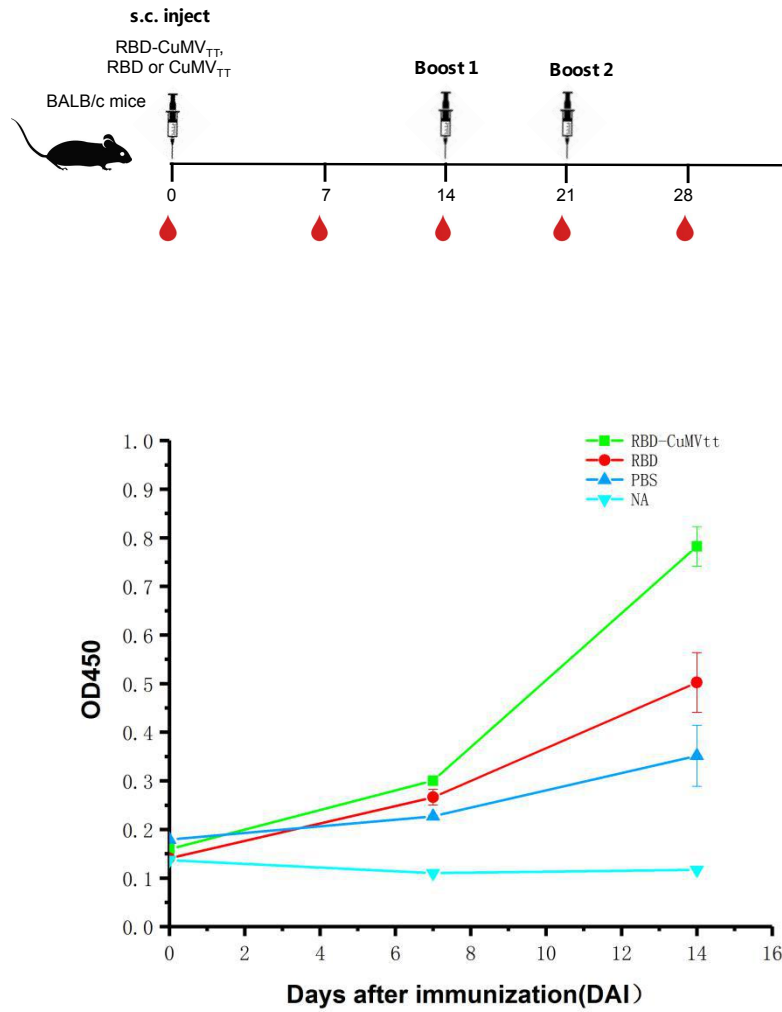 s.c. inject
RBD-CuMVTT,
RBD or CuMVTT
BALB/c mice
Boost 1
Boost 2
0
7
14
21
28
1.0
0.9
0.8
0.7
0.6
0.5
0.4
0.3
0.2
0.1
0.0
OD450
RBD-CuMVtt
RBD
PBS
NA
0 2 4 6 8 10 12 14 16
Days after immunization(DAI）